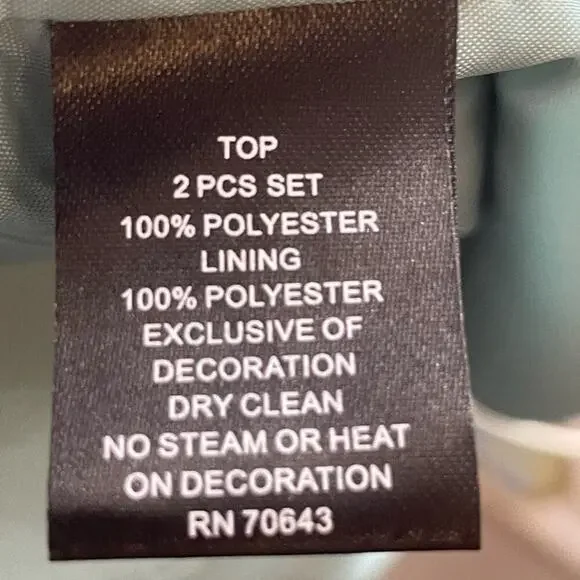 TOP
2 PCS SET
100% POLYESTER
LINING
100% POLYESTER
EXCLUSIVE OF
DECORATION
DRY CLEAN
NO STEAM OR HEAT
ON DECORATION
RN 70643